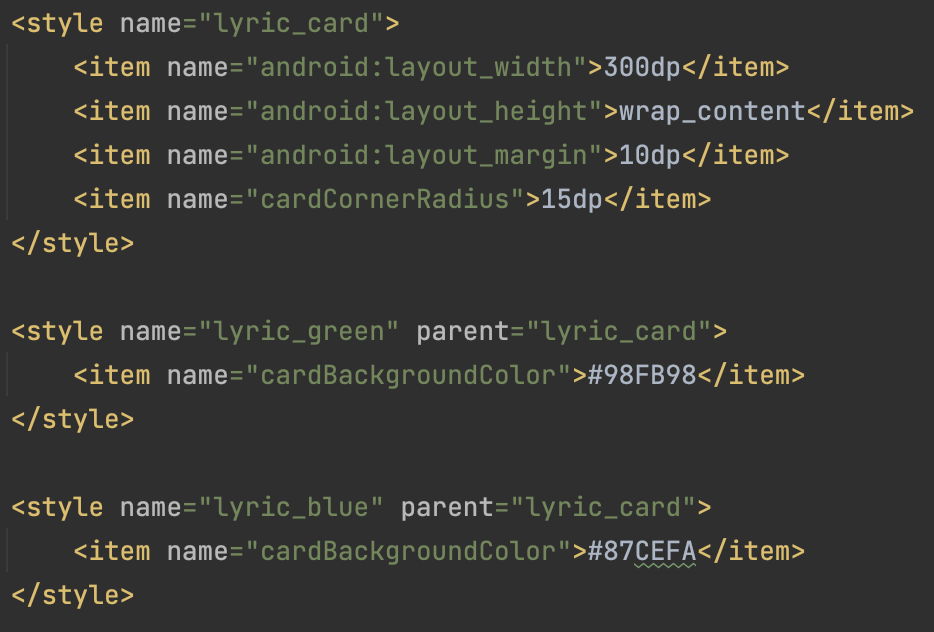 <style name="lyric_card">
    <item name="android:layout_width">300dp</item>
    <item name="android:layout_height">wrap_content</item>
    <item name="android:layout_margin">10dp</item>
    <item name="cardCornerRadius">15dp</item>
</style>

<style name="lyric_green" parent="lyric_card">
    <item name="cardBackgroundColor">#98FB98</item>
</style>

<style name="lyric_blue" parent="lyric_card">
    <item name="cardBackgroundColor">#87CEFA</item>
</style>